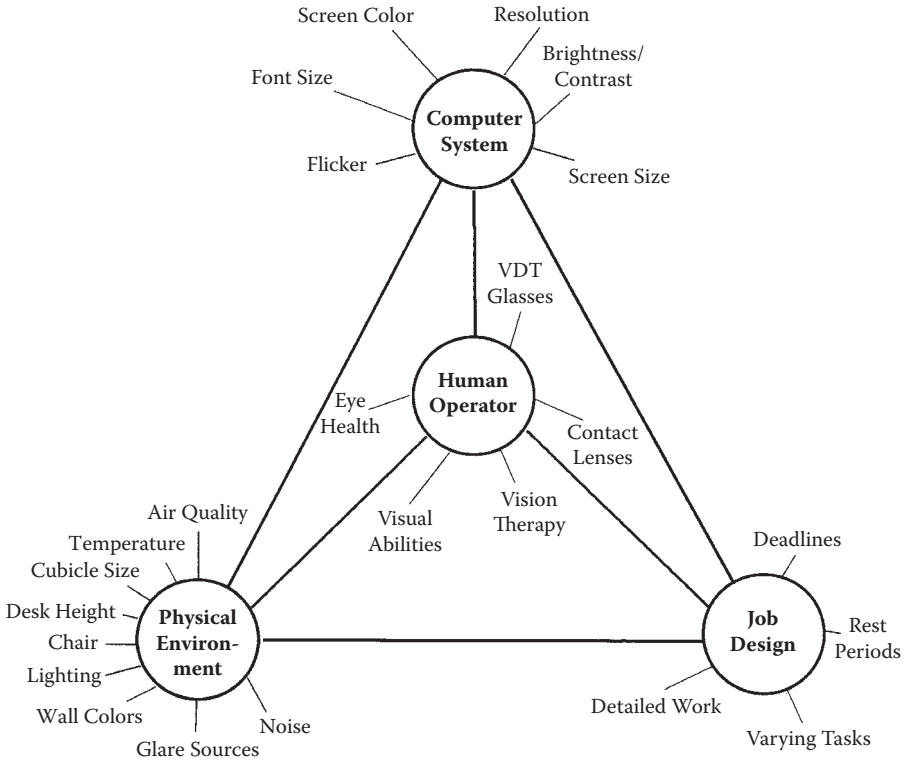 Screen Color
Resolution
Brightness/
Contrast
Font Size
Computer
System
Flicker
Screen Size
VDT
Glasses
Human
Operator
Eye
Health
Contact
Lenses
Vision
Therapy
Visual
Abilities
Air Quality
Temperature
Cubicle Size
Desk Height
Chair
Lighting
Wall Colors
Glare Sources
Noise
Physical
Environ-
ment
Deadlines
Job
Design
Rest
Periods
Detailed Work
Varying Tasks